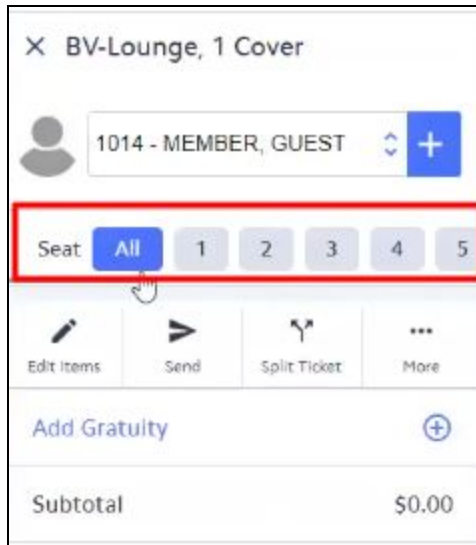 × BV-Lounge, 1 Cover
1014 - MEMBER, GUEST +
Seat All 1 2 3 4 5
Edit Items Send Split Ticket More
Add Gratuity
Subtotal $0.00